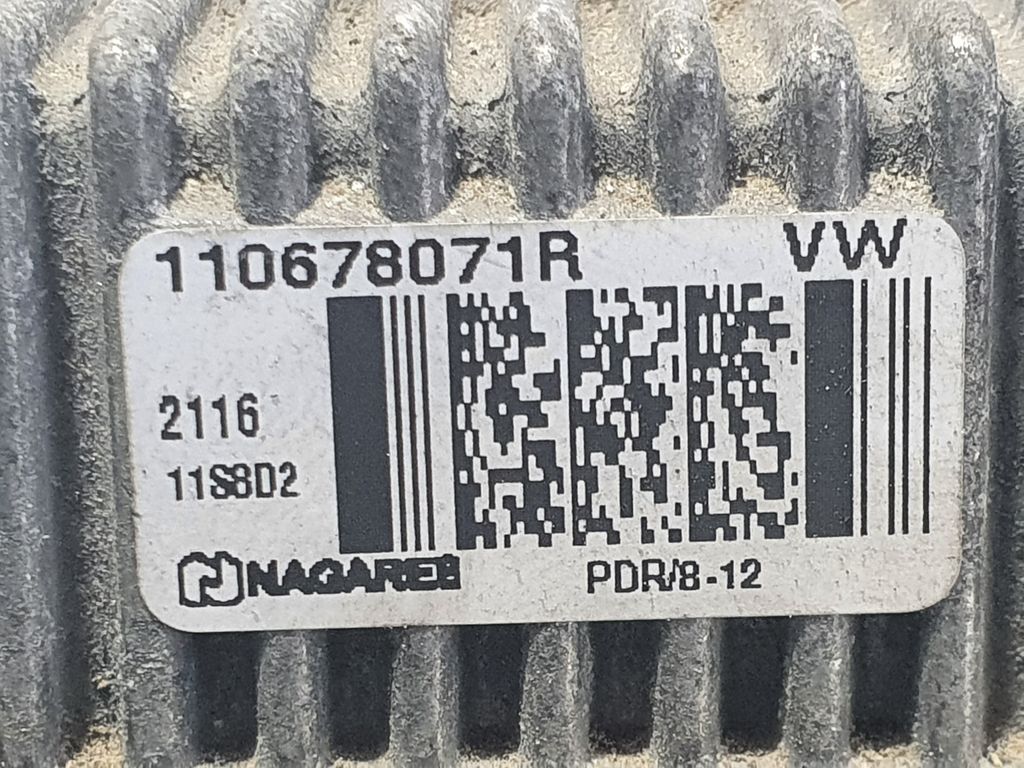 110678071R VW
2116
11S8D2
NAGARES PDR/8-12